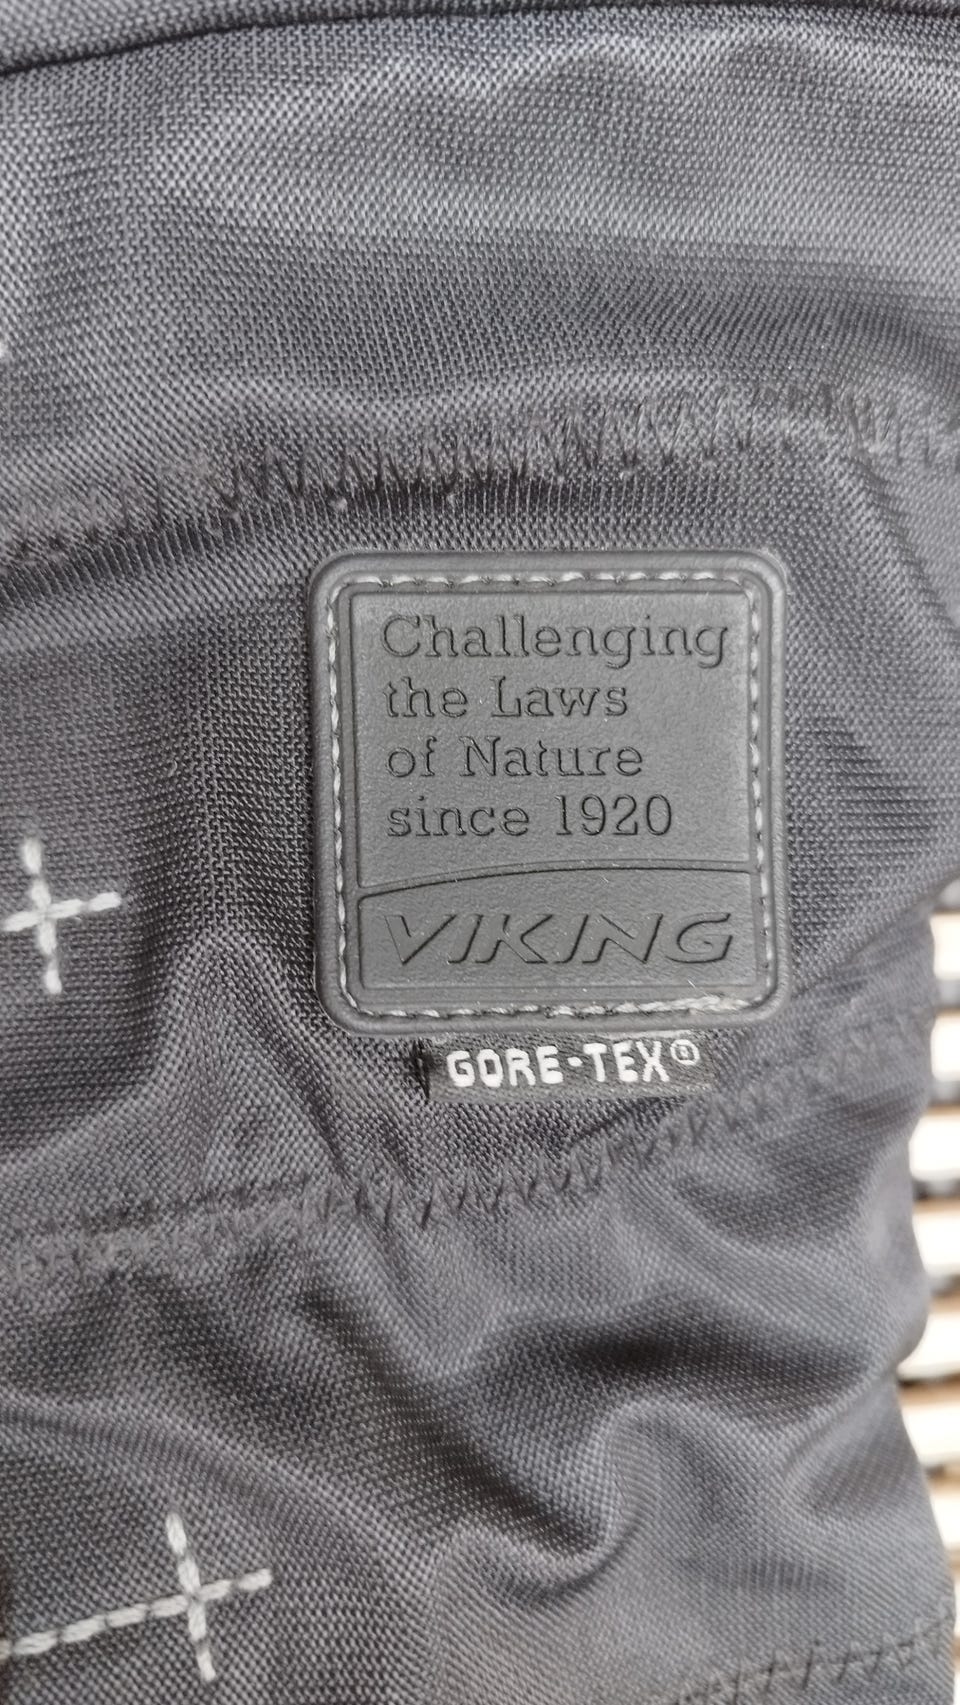 Challenging
the Laws
of Nature
since 1920
VIKING
GORE-TEX®